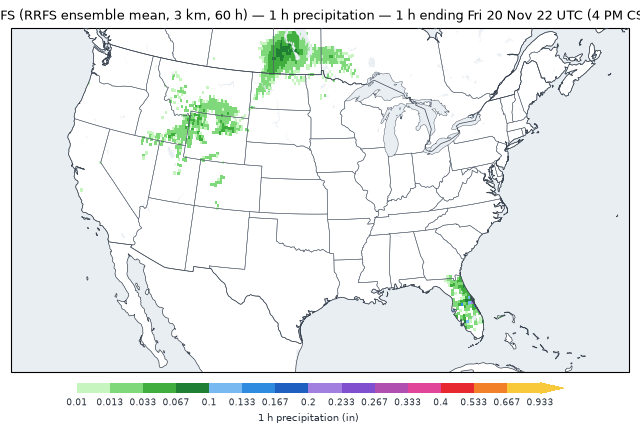 FS (RRFS ensemble mean, 3 km, 60 h) — 1 h precipitation — 1 h ending Fri 20 Nov 22 UTC (4 PM CS
0.01 0.013 0.033 0.067 0.1 0.133 0.167 0.2 0.233 0.267 0.333 0.4 0.533 0.667 0.933
1 h precipitation (in)